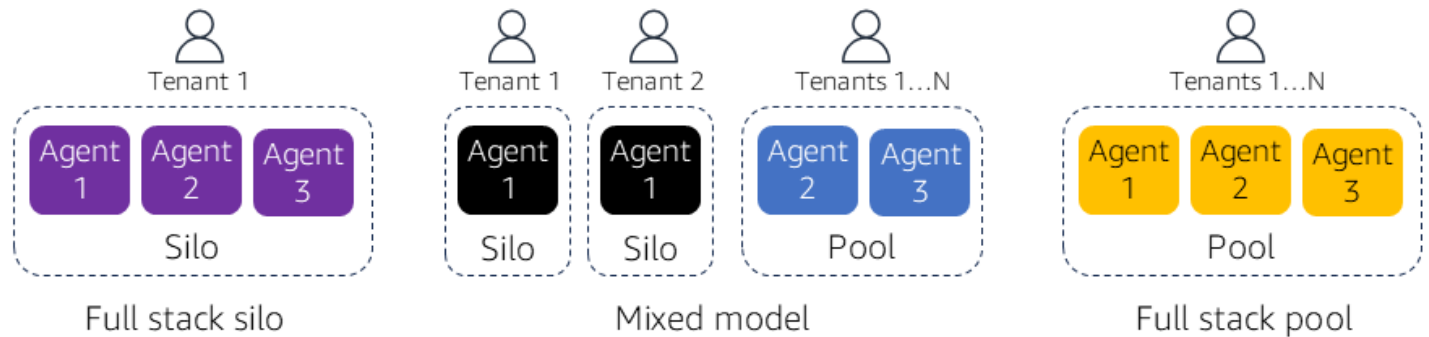 Tenant 1
Agent
1
Agent
2
Agent
3
Silo
Full stack silo
Tenant 1
Agent
1
Silo
Tenant 2
Agent
1
Silo
Tenants 1...N
Agent
2
Agent
3
Pool
Mixed model
Tenants 1...N
Agent
1
Agent
2
Agent
3
Pool
Full stack pool